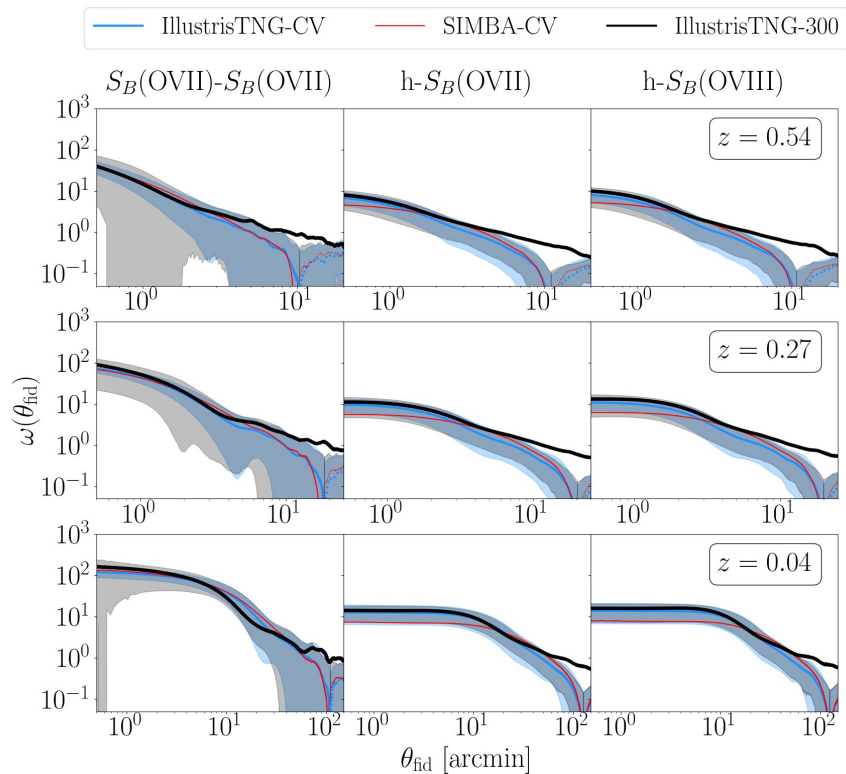 IllustrisTNG-CV SIMBA-CV IllustrisTNG-300
S_B(OVII)-S_B(OVII) h-S_B(OVII) h-S_B(OVIII)
10^3
10^2
10^1
10^0
10^-1
z = 0.54
10^0 10^1 10^0 10^1 10^0 10^1
10^3
10^2
10^1
10^0
10^-1
z = 0.27
ω(θ_fid)
10^0 10^1 10^0 10^1 10^0 10^1
10^3
10^2
10^1
10^0
10^-1
z = 0.04
10^0 10^1 10^2 10^0 10^1 10^2 10^0 10^1 10^2
θ_fid [arcmin]